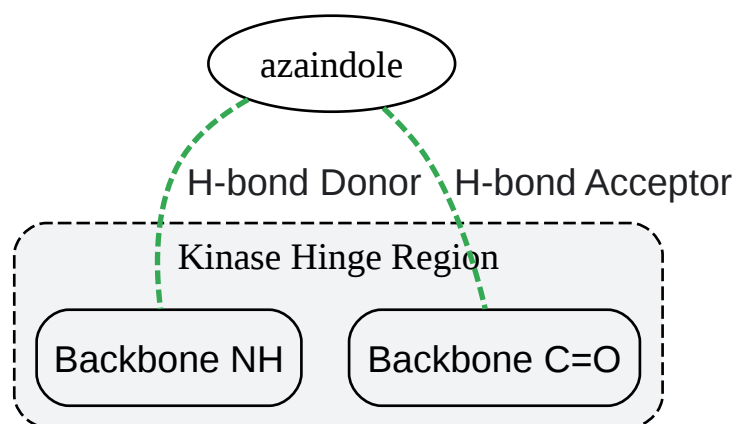 azaindole
H-bond Donor
H-bond Acceptor
Kinase Hinge Region
Backbone NH
Backbone C=O